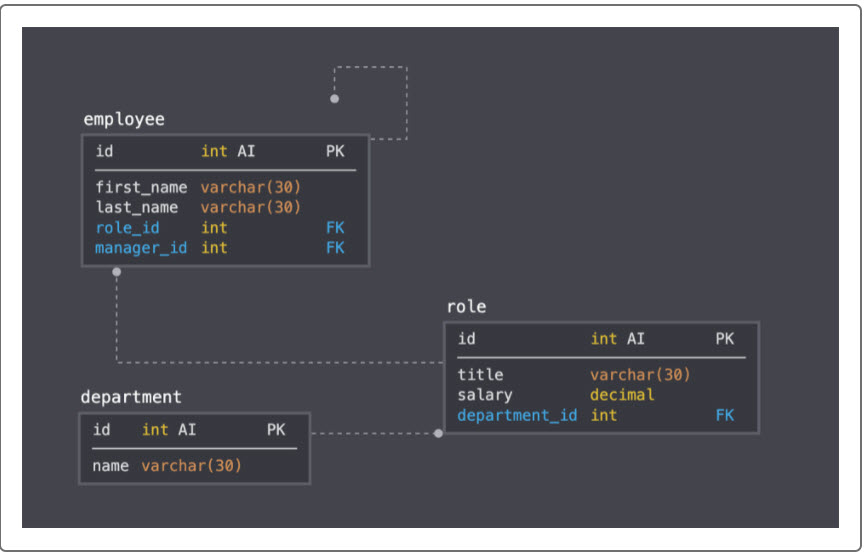 employee
id int AI PK
first_name varchar(30)
last_name varchar(30)
role_id int FK
manager_id int FK
role
id int AI PK
title varchar(30)
salary decimal
department_id int FK
department
id int AI PK
name varchar(30)